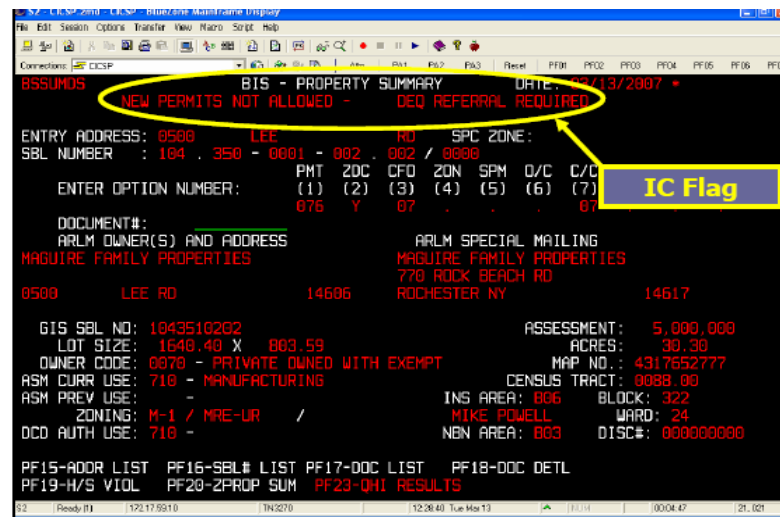 S2 - CICSP.zmd - CICSP - BlueZone Mainframe Display
File Edit Session Options Transfer View Macro Script Help
Connections: CICSP Attn PA1 PA2 PA3 Reset PF01 PF02 PF03 PF04 PF05 PF06
BSSUMDS BIS - PROPERTY SUMMARY DATE: 03/13/2007 *
NEW PERMITS NOT ALLOWED - DEQ REFERRAL REQUIRED
ENTRY ADDRESS: 0500 LEE RD SPC ZONE:
SBL NUMBER : 104 . 350 - 0001 - 002 . 002 / 0000
PMT ZDC CFO ZON SPM O/C C/C
ENTER OPTION NUMBER: (1) (2) (3) (4) (5) (6) (7)
076 Y 07 . . . 07
IC Flag
DOCUMENT#:
ARLM OWNER(S) AND ADDRESS ARLM SPECIAL MAILING
MAGUIRE FAMILY PROPERTIES MAGUIRE FAMILY PROPERTIES
770 ROCK BEACH RD
0500 LEE RD 14606 ROCHESTER NY 14617
GIS SBL NO: 1043510202 ASSESSMENT: 5,000,000
LOT SIZE: 1640.40 X 803.59 ACRES: 30.30
OWNER CODE: 0070 - PRIVATE OWNED WITH EXEMPT MAP NO.: 4317652777
ASM CURR USE: 710 - MANUFACTURING CENSUS TRACT: 0088.00
ASM PREV USE: - INS AREA: 806 BLOCK: 322
ZONING: M-1 / MRE-UR / MIKE POWELL WARD: 24
DCD AUTH USE: 710 - NBN AREA: 803 DISC#: 000000000
PF15-ADDR LIST PF16-SBL# LIST PF17-DOC LIST PF18-DOC DETL
PF19-H/S VIOL PF20-ZPROP SUM PF23-QHI RESULTS
S2 Ready (1) 172.17.59.10 TN3270 12:28:40 Tue Mar 13 NUM 00:04:47 21, 021